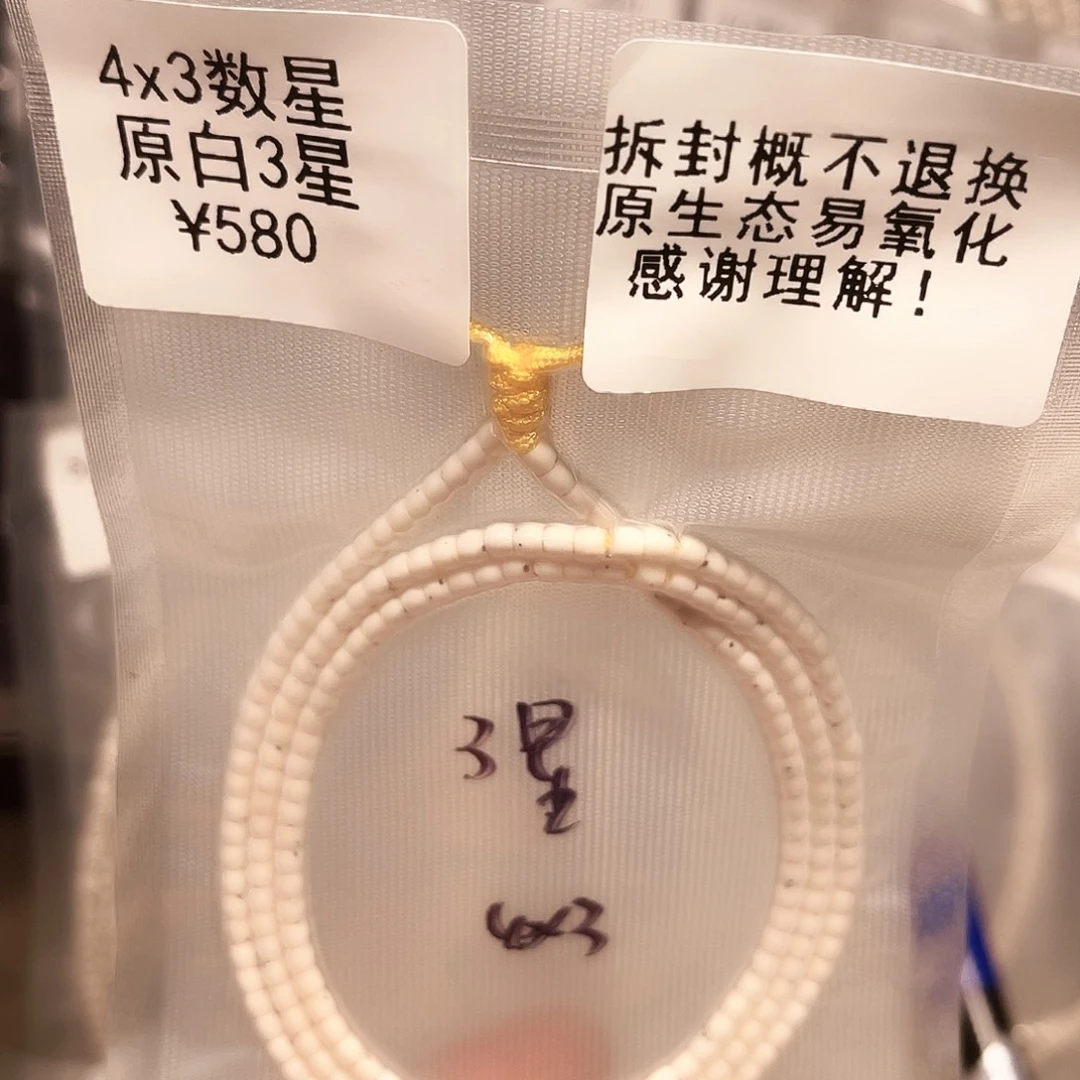 4x3数星
原白3星
¥580
拆封概不退换
原生态易氧化
感谢理解!
3星
4x3